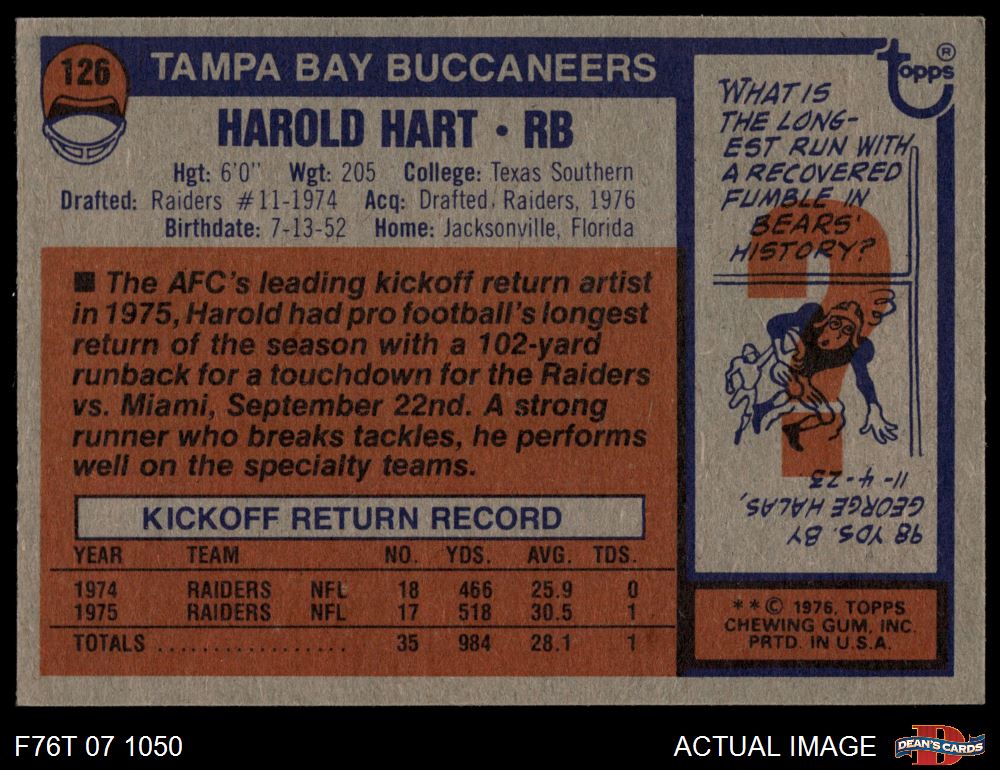 126
TAMPA BAY BUCCANEERS
HAROLD HART • RB
Hgt: 6'0" Wgt: 205 College: Texas Southern
Drafted: Raiders #11-1974 Acq: Drafted, Raiders, 1976
Birthdate: 7-13-52 Home: Jacksonville, Florida
■ The AFC's leading kickoff return artist
in 1975, Harold had pro football's longest
return of the season with a 102-yard
runback for a touchdown for the Raiders
vs. Miami, September 22nd. A strong
runner who breaks tackles, he performs
well on the specialty teams.
KICKOFF RETURN RECORD
YEAR TEAM NO. YDS. AVG. TDS.
1974 RAIDERS NFL 18 466 25.9 0
1975 RAIDERS NFL 17 518 30.5 1
TOTALS .................. 35 984 28.1 1
topps ®
WHAT IS
THE LONG-
EST RUN WITH
A RECOVERED
FUMBLE IN
BEARS'
HISTORY?
?
98 YDS. BY
GEORGE HALAS,
11-4-23
**© 1976, TOPPS
CHEWING GUM, INC.
PRTD. IN U.S.A.
F76T 07 1050
ACTUAL IMAGE
D
DEAN'S CARDS